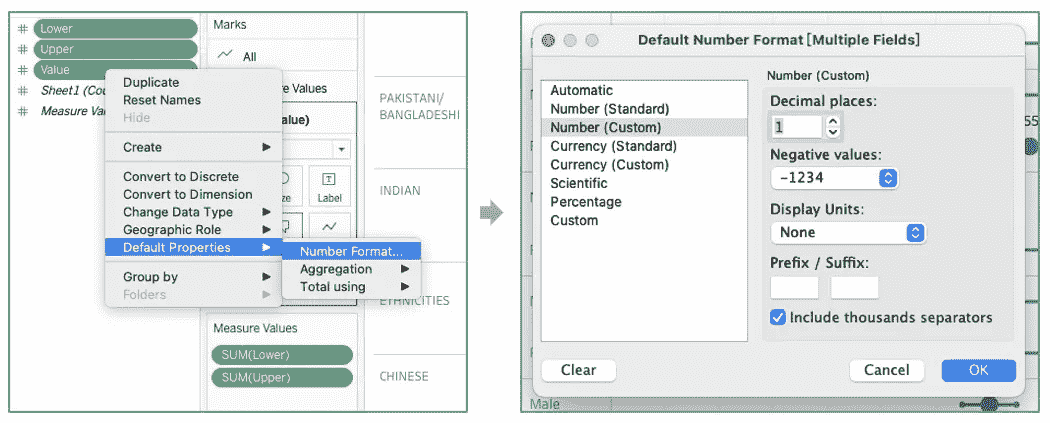 Lower
Upper
Value
Sheet1 (Cou
Measure Va
Marks
All
re Values
alue)
Label
Duplicate
Reset Names
Hide
Create
Convert to Discrete
Convert to Dimension
Change Data Type
Geographic Role
Default Properties
Group by
Folders
Number Format...
Aggregation
Total using
Measure Values
SUM(Lower)
SUM(Upper)
PAKISTANI/
BANGLADESHI
INDIAN
ETHNICITIES
CHINESE
Default Number Format [Multiple Fields]
Automatic
Number (Standard)
Number (Custom)
Currency (Standard)
Currency (Custom)
Scientific
Percentage
Custom
Number (Custom)
Decimal places:
1
Negative values:
-1234
Display Units:
None
Prefix / Suffix:
Include thousands separators
Clear
Cancel
OK
55
Male